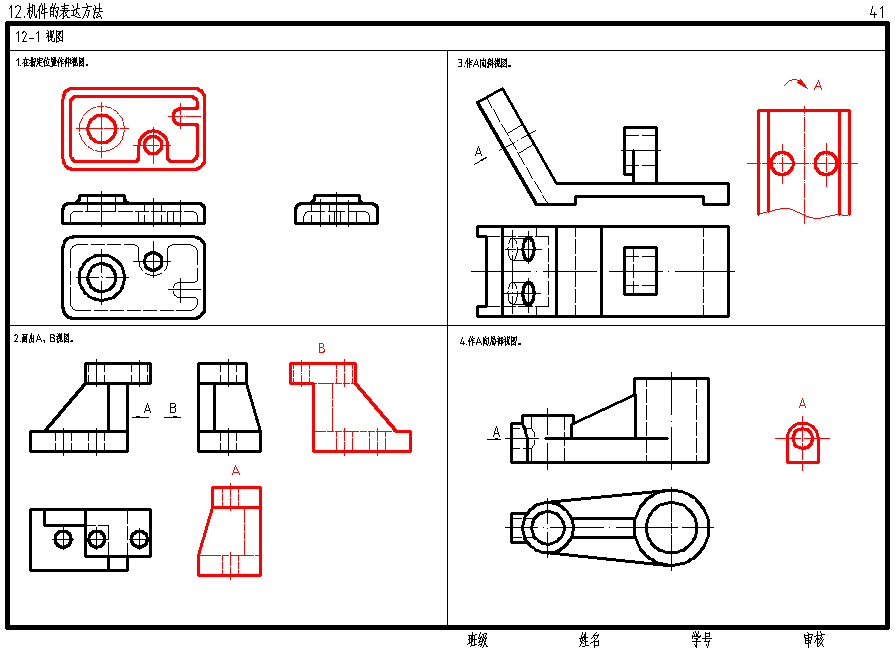 12.机件的表达方法
41
12-1 视图
1.在指定位置作仰视图。
3.作A向斜视图。
A
A
2.画出A、B视图。
4.作A向局部视图。
B
A
B
A
A
A
班级
姓名
学号
审核